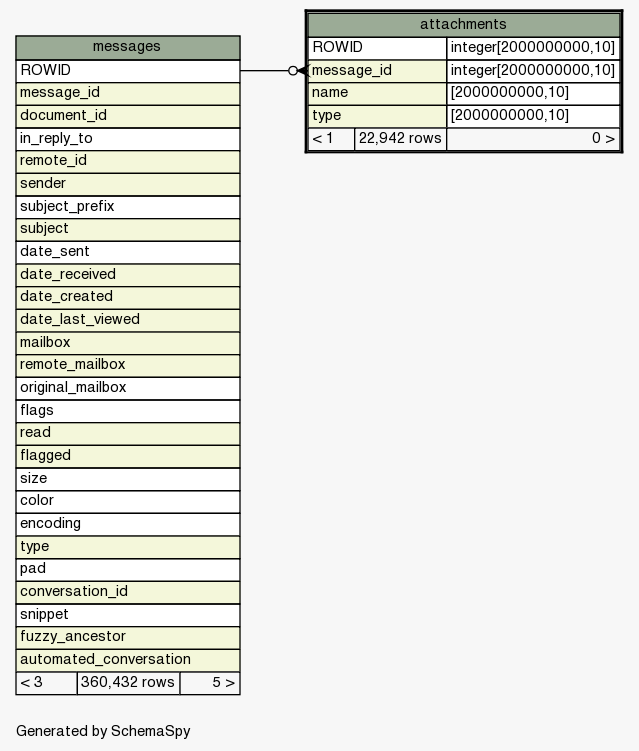 messages
ROWID
message_id
document_id
in_reply_to
remote_id
sender
subject_prefix
subject
date_sent
date_received
date_created
date_last_viewed
mailbox
remote_mailbox
original_mailbox
flags
read
flagged
size
color
encoding
type
pad
conversation_id
snippet
fuzzy_ancestor
automated_conversation
< 3 360,432 rows 5 >
attachments
ROWID integer[2000000000,10]
message_id integer[2000000000,10]
name [2000000000,10]
type [2000000000,10]
< 1 22,942 rows 0 >
Generated by SchemaSpy